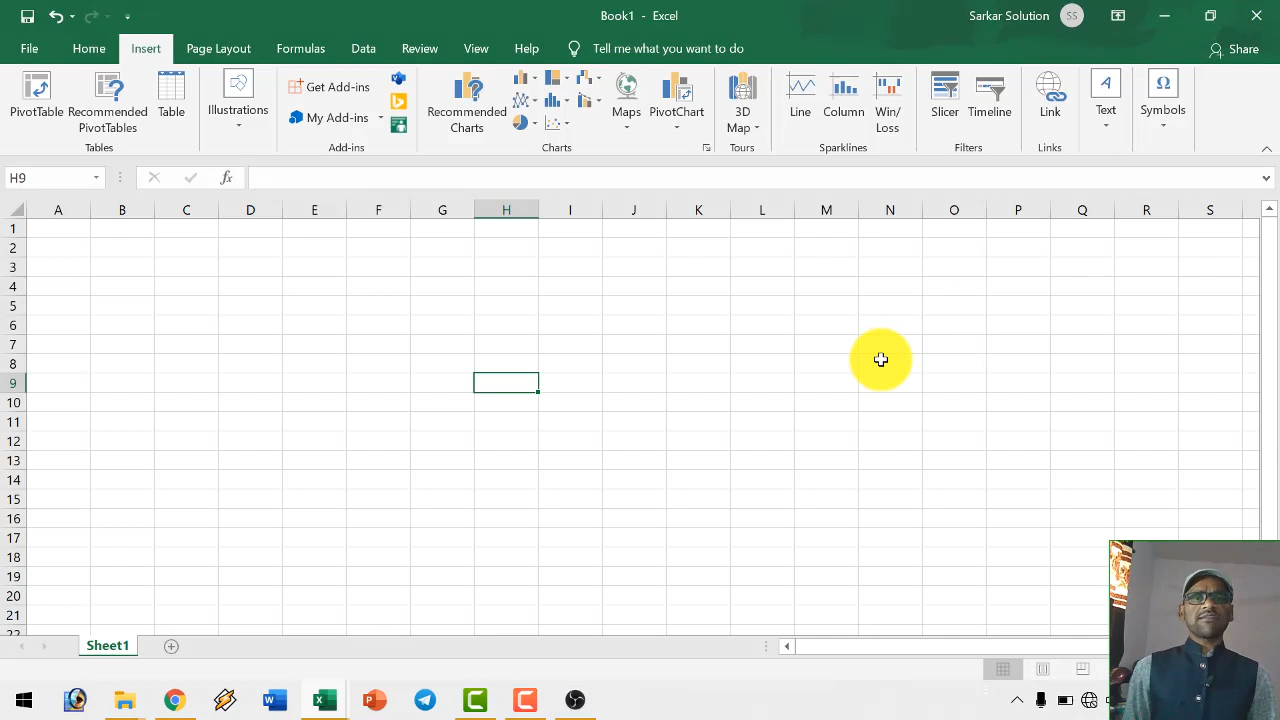 Book1 - Excel
Sarkar Solution
SS
File
Home
Insert
Page Layout
Formulas
Data
Review
View
Help
Tell me what you want to do
Share
PivotTable
Recommended
PivotTables
Table
Tables
Illustrations
Get Add-ins
My Add-ins
Add-ins
Recommended
Charts
Maps
PivotChart
Charts
3D
Map
Tours
Line
Column
Win/
Loss
Sparklines
Slicer
Timeline
Filters
Link
Links
Text
Symbols
H9
fx
A B C D E F G H I J K L M N O P Q R S
1
2
3
4
5
6
7
8
9
10
11
12
13
14
15
16
17
18
19
20
21
22
Sheet1